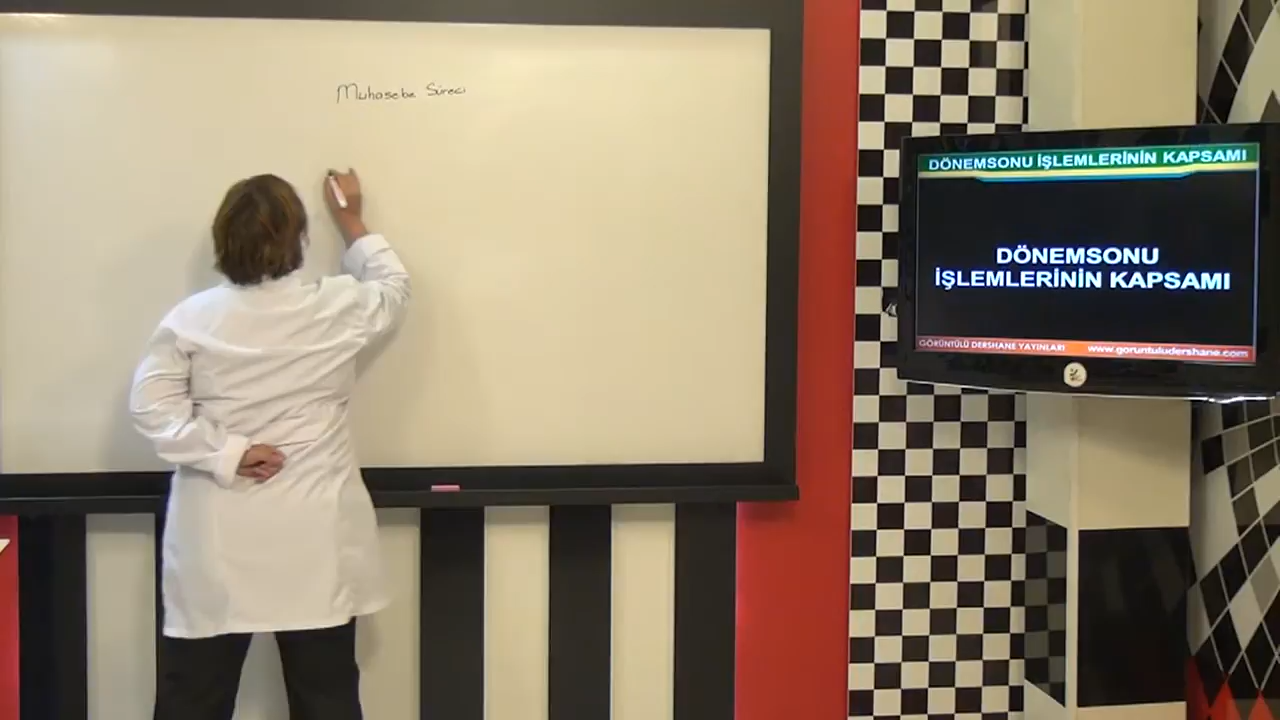 Muhasebe Süreci
DÖNEMSONU İŞLEMLERİNİN KAPSAMI
DÖNEMSONU
İŞLEMLERİNİN KAPSAMI
GÖRÜNTÜLÜ DERSHANE YAYINLARI www.goruntuludershane.com